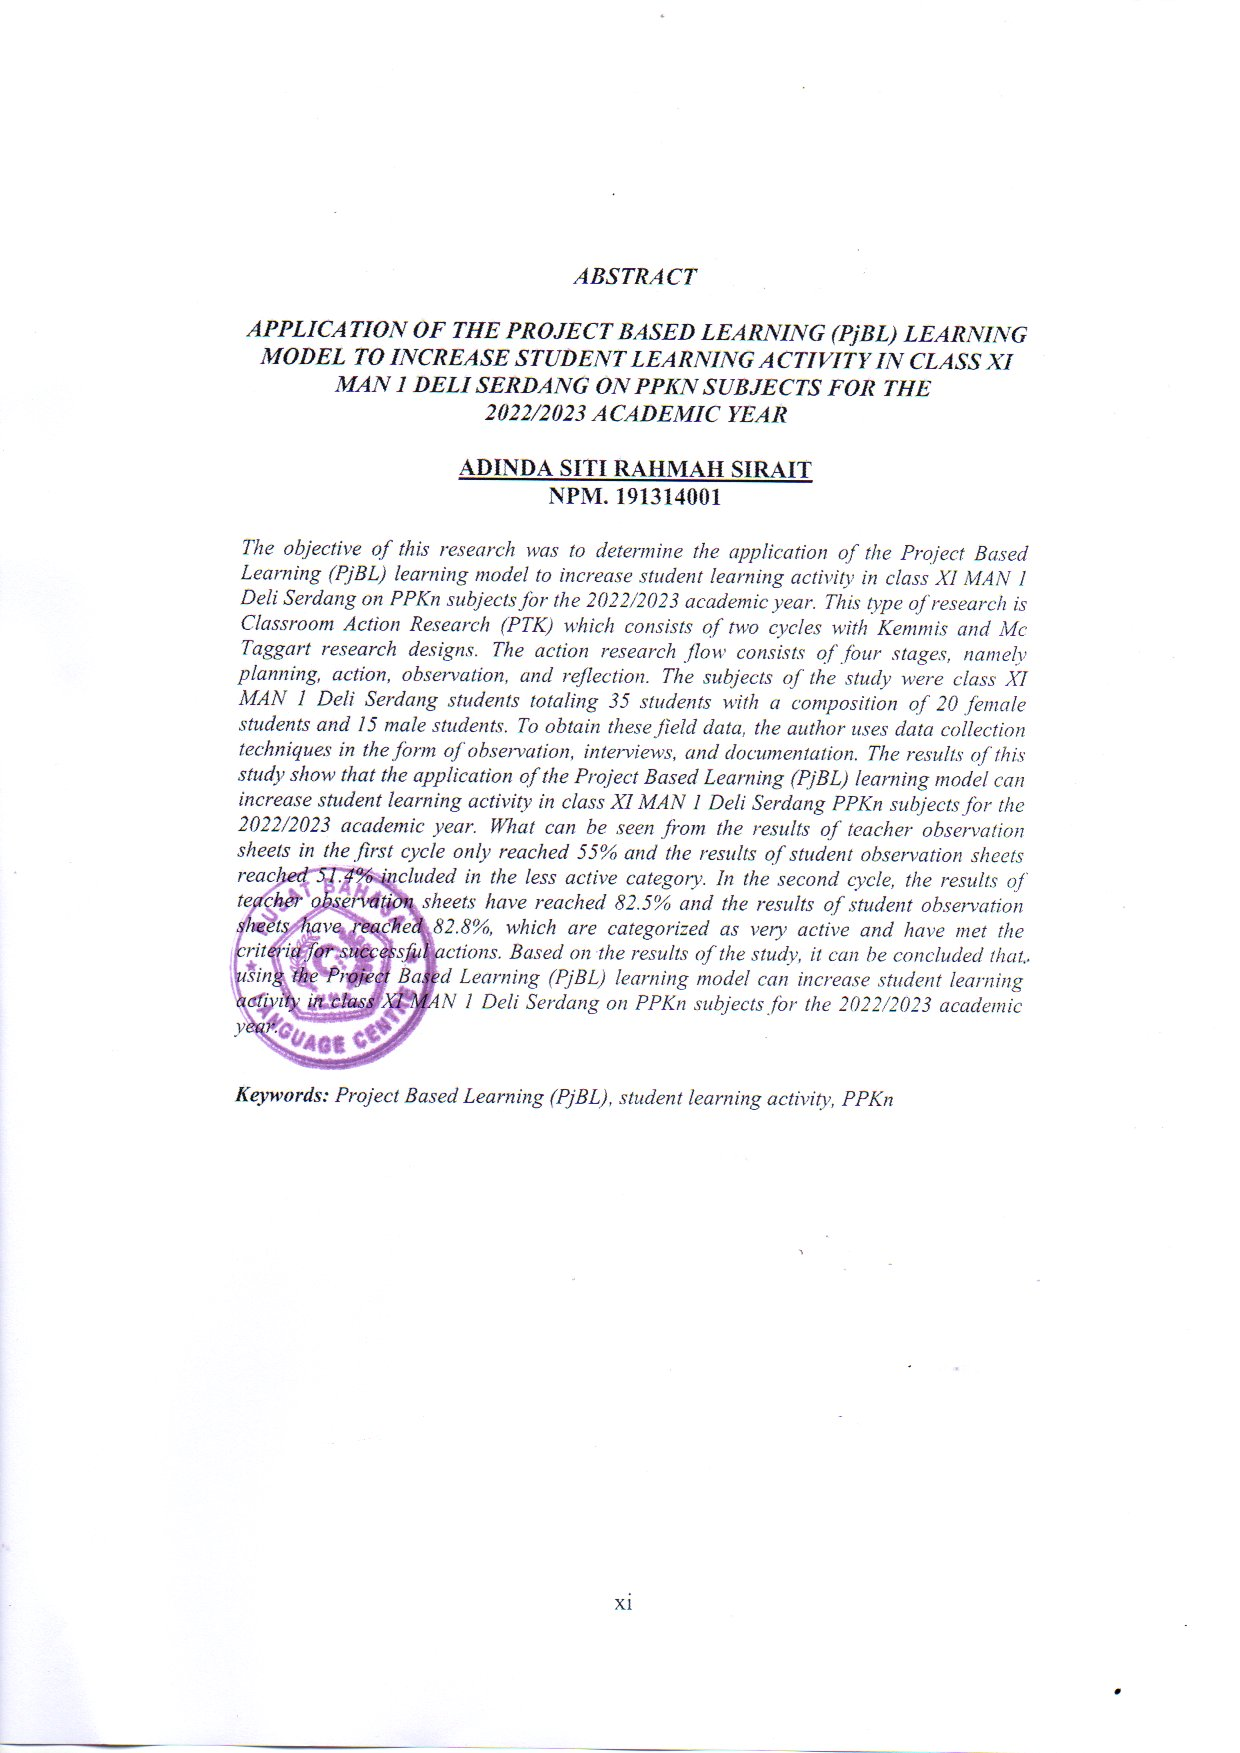 ABSTRACT
APPLICATION OF THE PROJECT BASED LEARNING (PjBL) LEARNING
MODEL TO INCREASE STUDENT LEARNING ACTIVITY IN CLASS XI
MAN 1 DELI SERDANG ON PPKN SUBJECTS FOR THE
2022/2023 ACADEMIC YEAR
ADINDA SITI RAHMAH SIRAIT
NPM. 191314001
The objective of this research was to determine the application of the Project Based
Learning (PjBL) learning model to increase student learning activity in class XI MAN 1
Deli Serdang on PPKn subjects for the 2022/2023 academic year. This type of research is
Classroom Action Research (PTK) which consists of two cycles with Kemmis and Mc
Taggart research designs. The action research flow consists of four stages, namely
planning, action, observation, and reflection. The subjects of the study were class XI
MAN 1 Deli Serdang students totaling 35 students with a composition of 20 female
students and 15 male students. To obtain these field data, the author uses data collection
techniques in the form of observation, interviews, and documentation. The results of this
study show that the application of the Project Based Learning (PjBL) learning model can
increase student learning activity in class XI MAN 1 Deli Serdang PPKn subjects for the
2022/2023 academic year. What can be seen from the results of teacher observation
sheets in the first cycle only reached 55% and the results of student observation sheets
reached 51.4% included in the less active category. In the second cycle, the results of
teacher observation sheets have reached 82.5% and the results of student observation
sheets have reached 82.8%, which are categorized as very active and have met the
criteria for successful actions. Based on the results of the study, it can be concluded that
using the Project Based Learning (PjBL) learning model can increase student learning
activity in class XI MAN 1 Deli Serdang on PPKn subjects for the 2022/2023 academic
year.
PUSAT BAHASA
LANGUAGE CENTRE
Keywords: Project Based Learning (PjBL), student learning activity, PPKn
xi